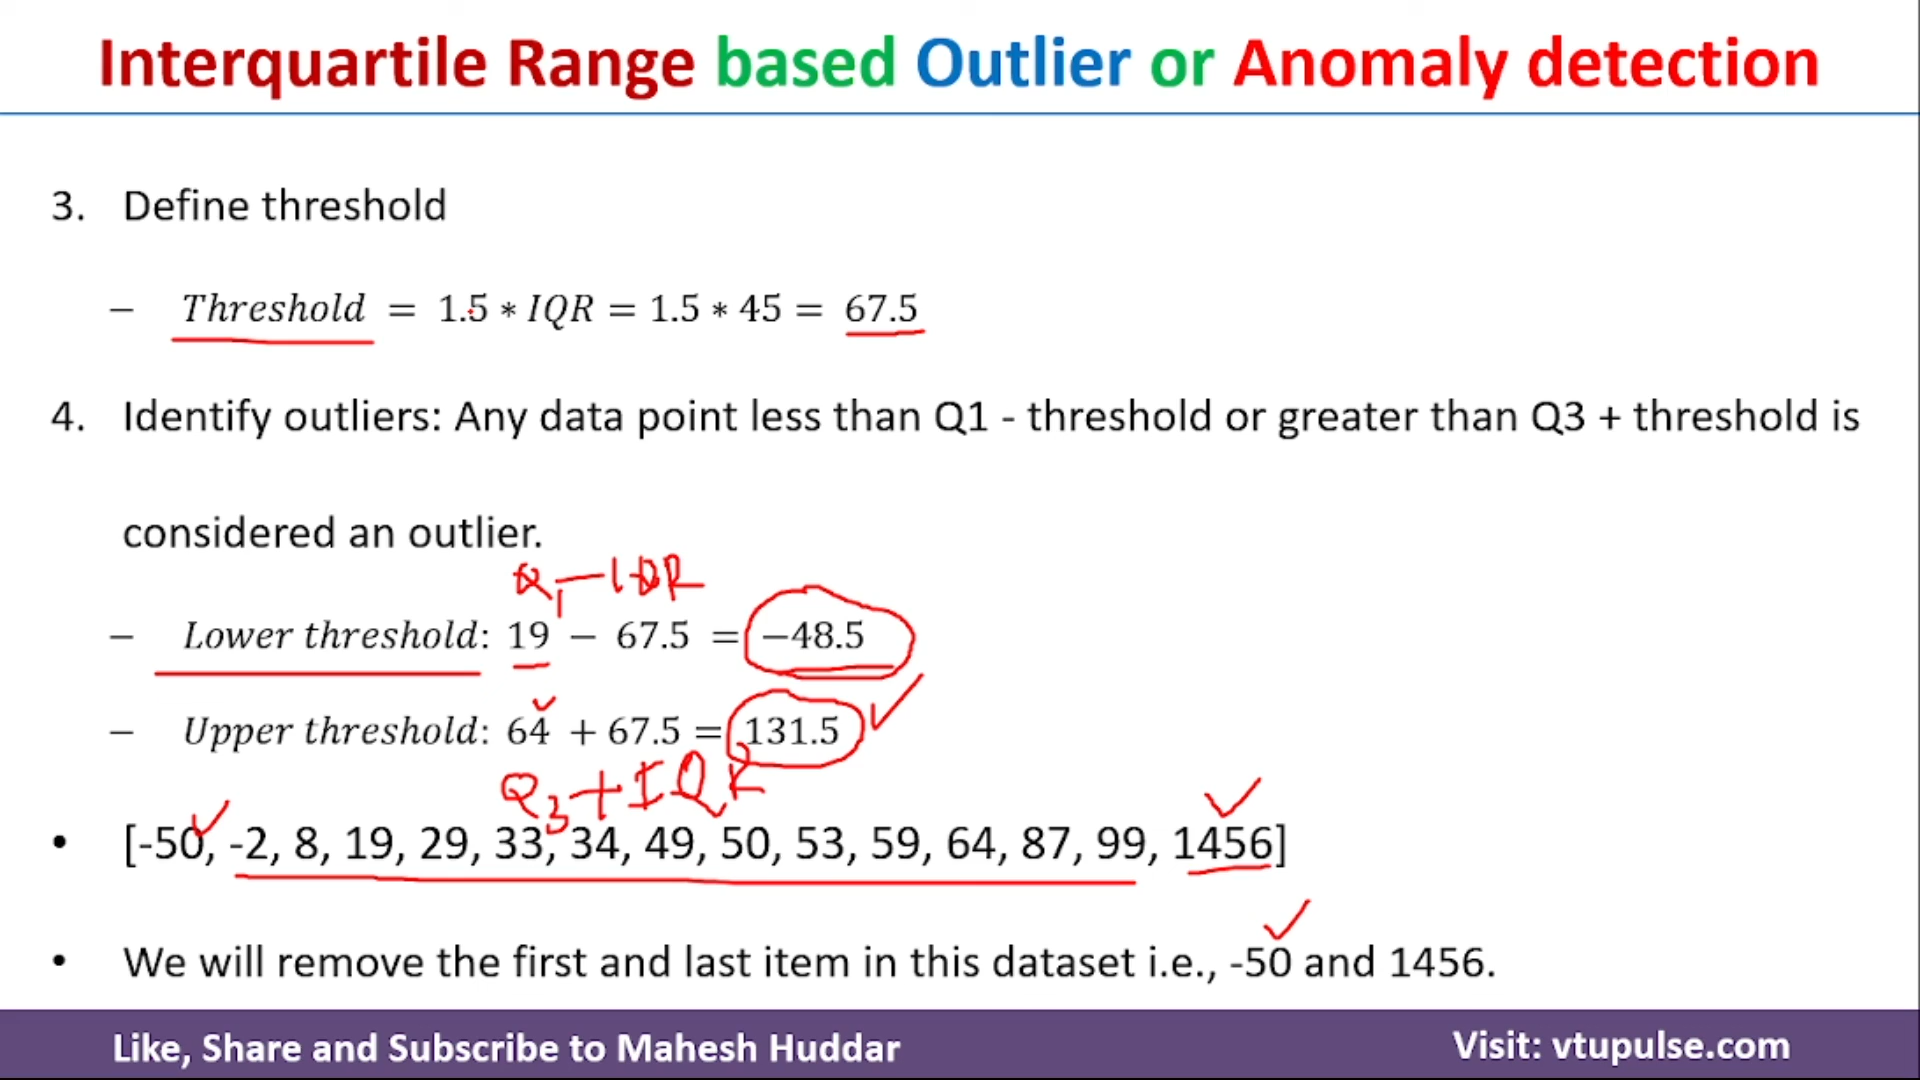 Interquartile Range based Outlier or Anomaly detection
3. Define threshold
– Threshold = 1.5 ∗ IQR = 1.5 ∗ 45 = 67.5
4. Identify outliers: Any data point less than Q1 - threshold or greater than Q3 + threshold is
considered an outlier.
Q1 – IQR
– Lower threshold: 19 − 67.5 = −48.5
– Upper threshold: 64 + 67.5 = 131.5
Q3 + IQR
• [-50, -2, 8, 19, 29, 33, 34, 49, 50, 53, 59, 64, 87, 99, 1456]
• We will remove the first and last item in this dataset i.e., -50 and 1456.
Like, Share and Subscribe to Mahesh Huddar
Visit: vtupulse.com